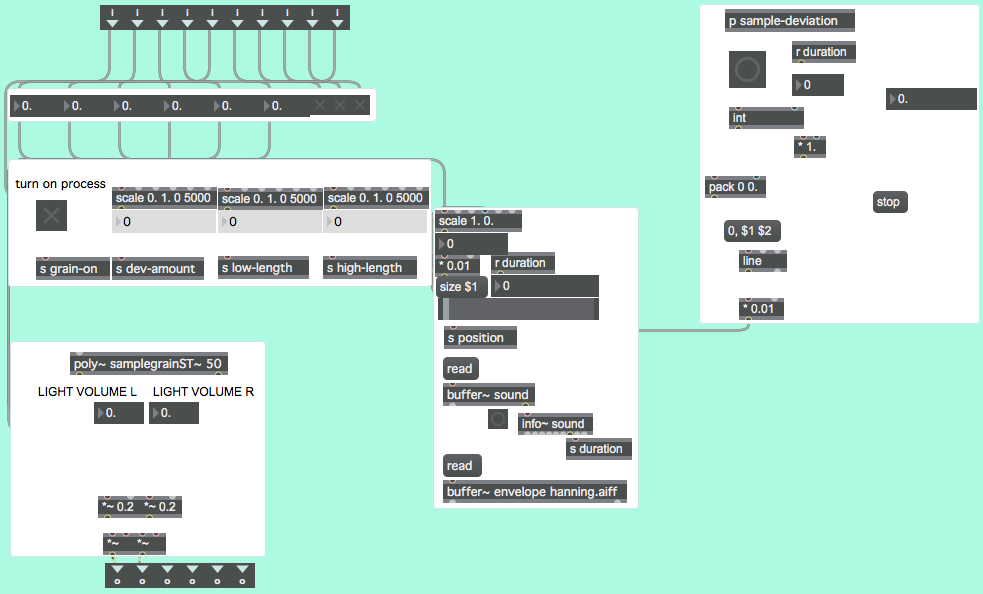 i i i i i i i i i i
0. 0. 0. 0. 0. 0.
turn on process
scale 0. 1. 0 5000 scale 0. 1. 0 5000 scale 0. 1. 0 5000
0 0 0
s grain-on s dev-amount s low-length s high-length
poly~ samplegrainST~ 50
LIGHT VOLUME L LIGHT VOLUME R
0. 0.
*~ 0.2 *~ 0.2
*~ *~
o o o o o o
scale 1. 0.
0
* 0.01 r duration
size $1 0
s position
read
buffer~ sound
info~ sound
s duration
read
buffer~ envelope hanning.aiff
p sample-deviation
r duration
0
0.
int
* 1.
pack 0 0.
stop
0, $1 $2
line
* 0.01